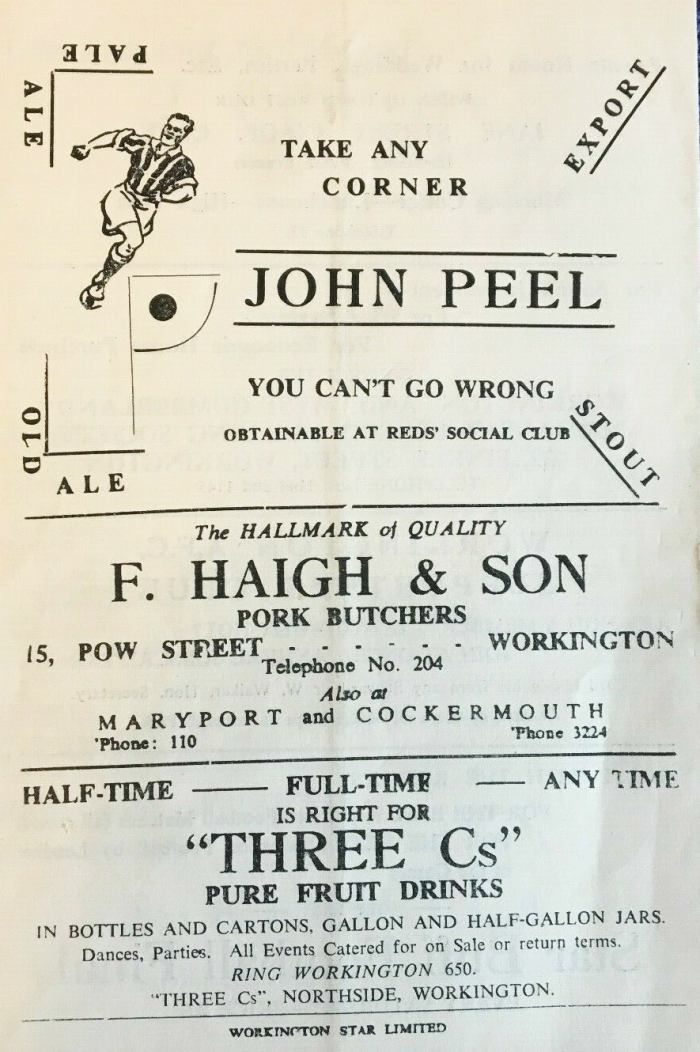 PALE
ALE
EXPORT
TAKE ANY
CORNER
JOHN PEEL
YOU CAN'T GO WRONG
OBTAINABLE AT REDS' SOCIAL CLUB
STOUT
OLD
ALE
The HALLMARK of QUALITY
F. HAIGH & SON
PORK BUTCHERS
15, POW STREET - - - - - - WORKINGTON
Telephone No. 204
Also at
MARYPORT and COCKERMOUTH
'Phone: 110 'Phone 3224
HALF-TIME —— FULL-TIME —— ANY TIME
IS RIGHT FOR
"THREE Cs"
PURE FRUIT DRINKS
IN BOTTLES AND CARTONS, GALLON AND HALF-GALLON JARS.
Dances, Parties. All Events Catered for on Sale or return terms.
RING WORKINGTON 650.
"THREE Cs", NORTHSIDE, WORKINGTON.
WORKINGTON STAR LIMITED